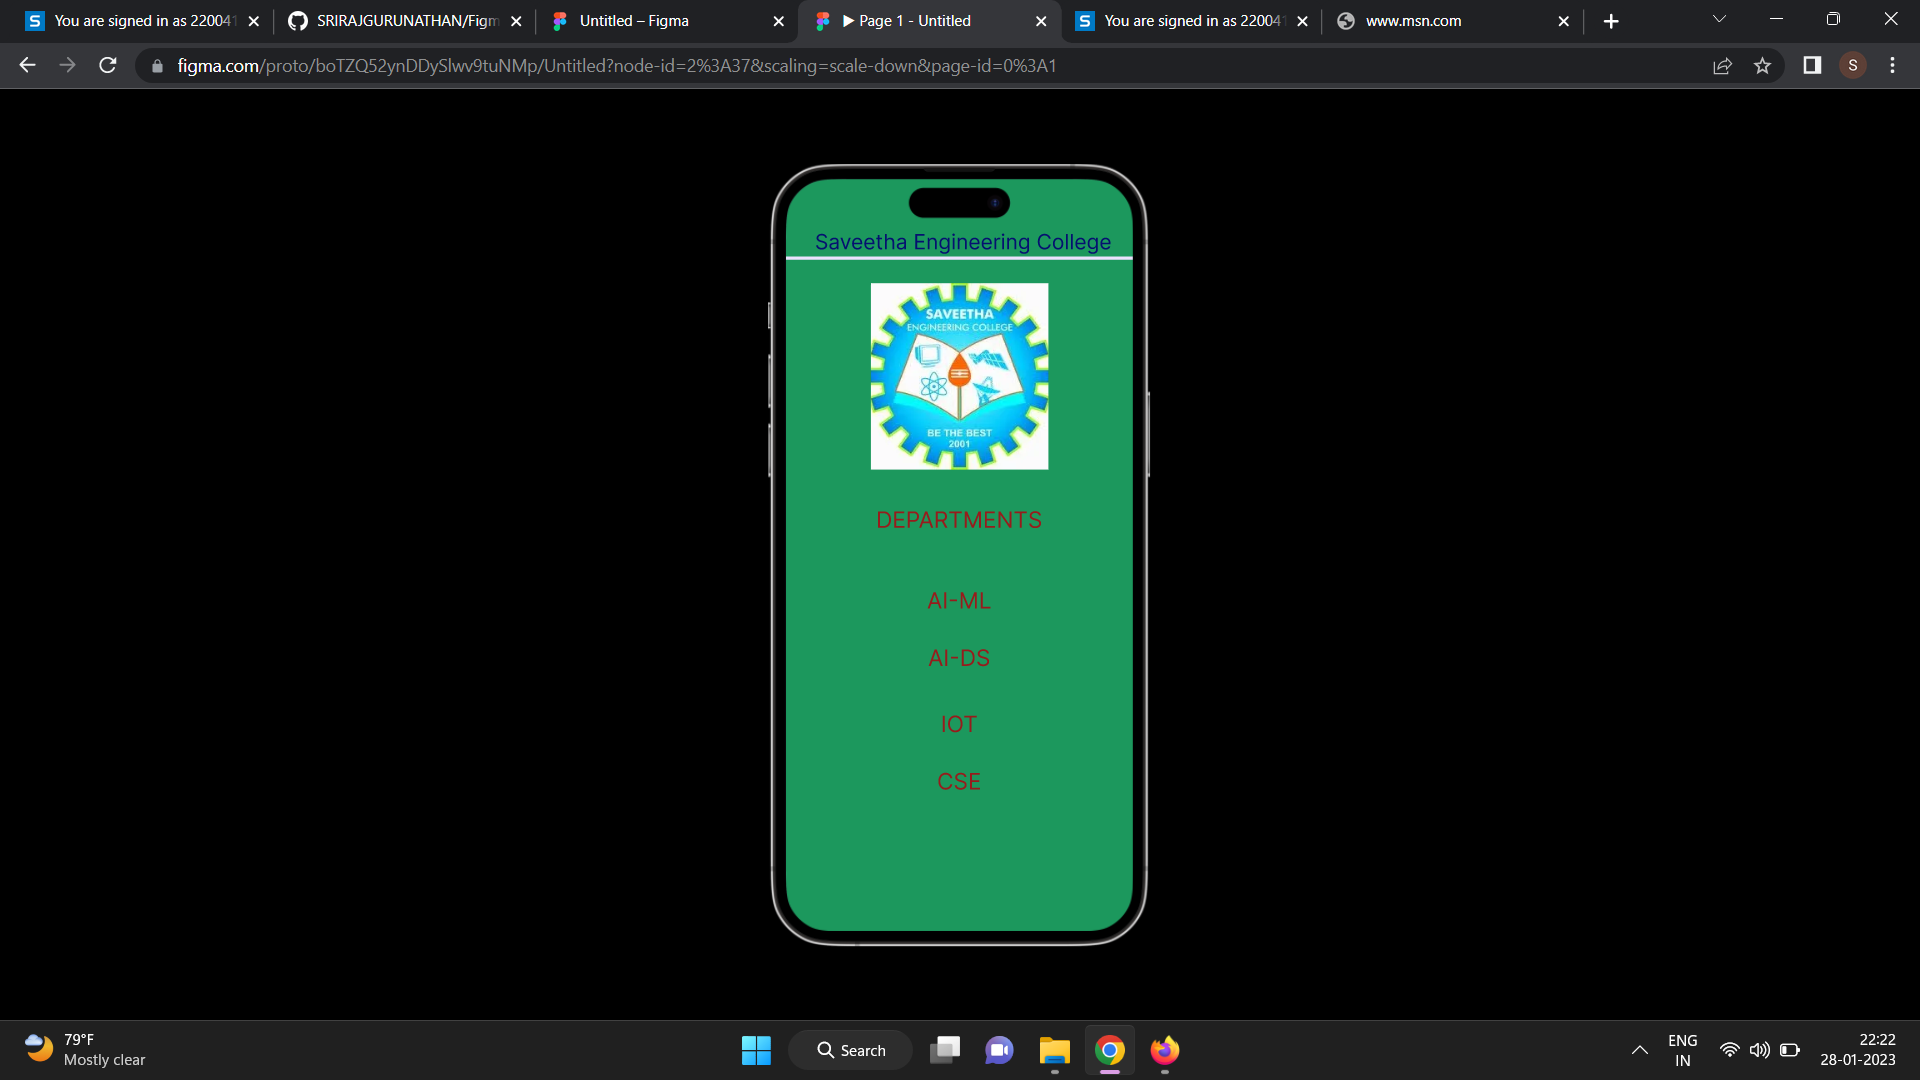 You are signed in as 220041
SRIRAJGURUNATHAN/Figm
Untitled – Figma
Page 1 - Untitled
You are signed in as 220041
www.msn.com
figma.com/proto/boTZQ52ynDDySlwv9tuNMp/Untitled?node-id=2%3A37&scaling=scale-down&page-id=0%3A1
S
Saveetha Engineering College
SAVEETHA
ENGINEERING COLLEGE
BE THE BEST
2001
DEPARTMENTS
AI-ML
AI-DS
IOT
CSE
79°F
Mostly clear
Search
ENG
IN
22:22
28-01-2023